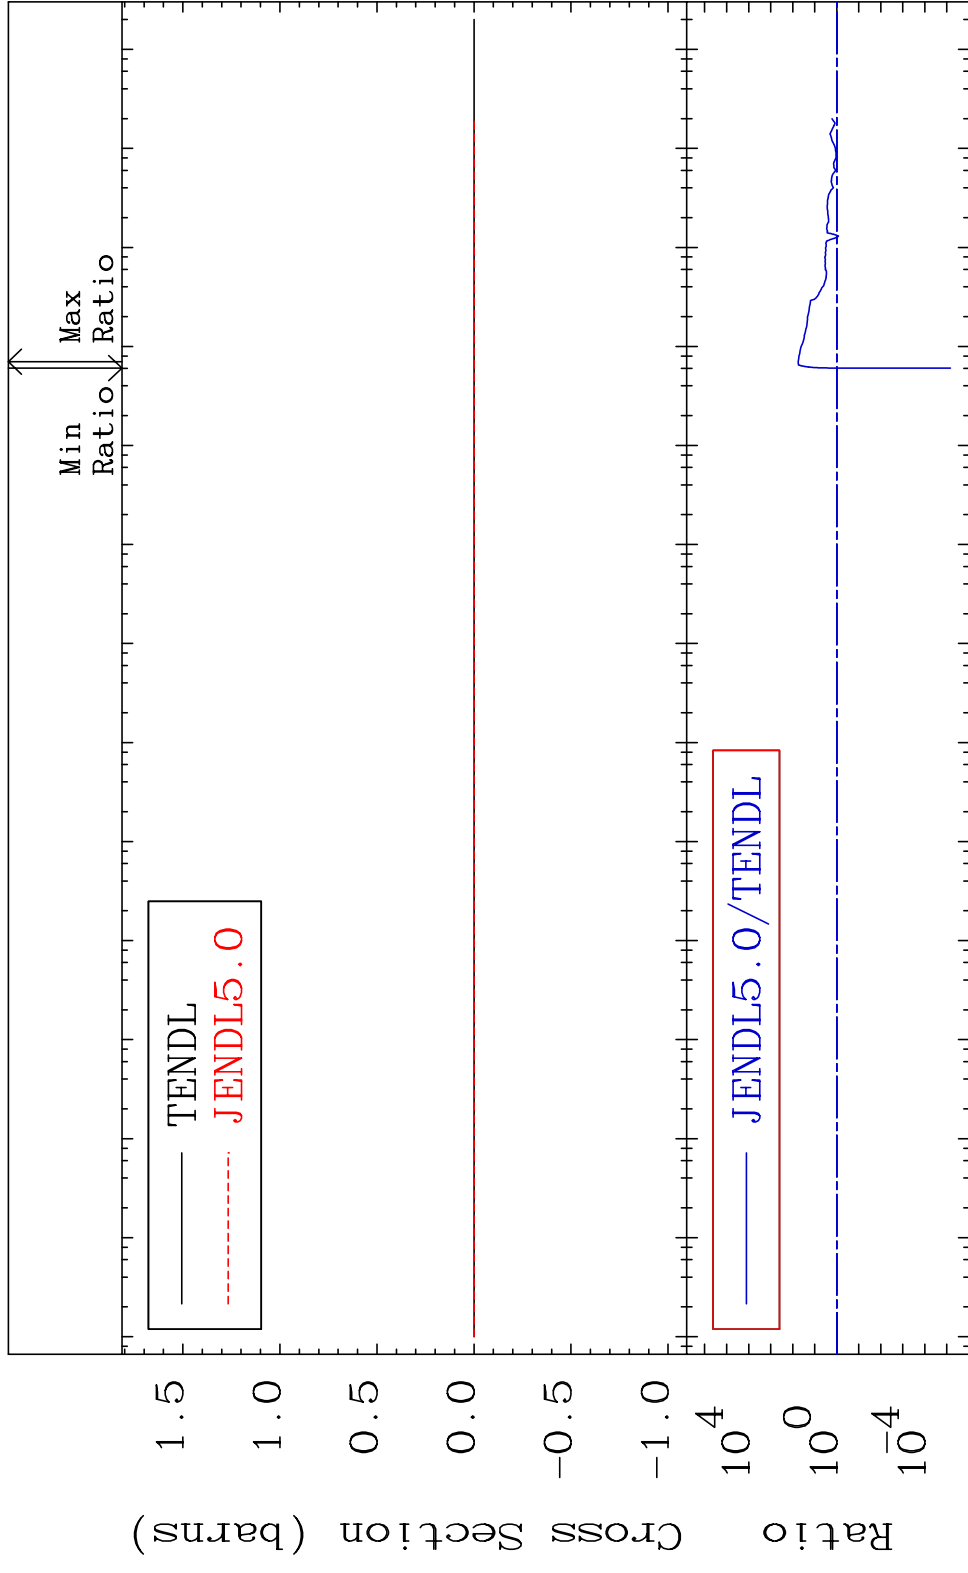 Max
Ratio
Min
Ratio
TENDL
JENDL5.0
JENDL5.0/TENDL
1.5
1.0
0.5
0.0
-0.5
-1.0
10^4
10^0
10^-4
Cross Section (barns)
Ratio